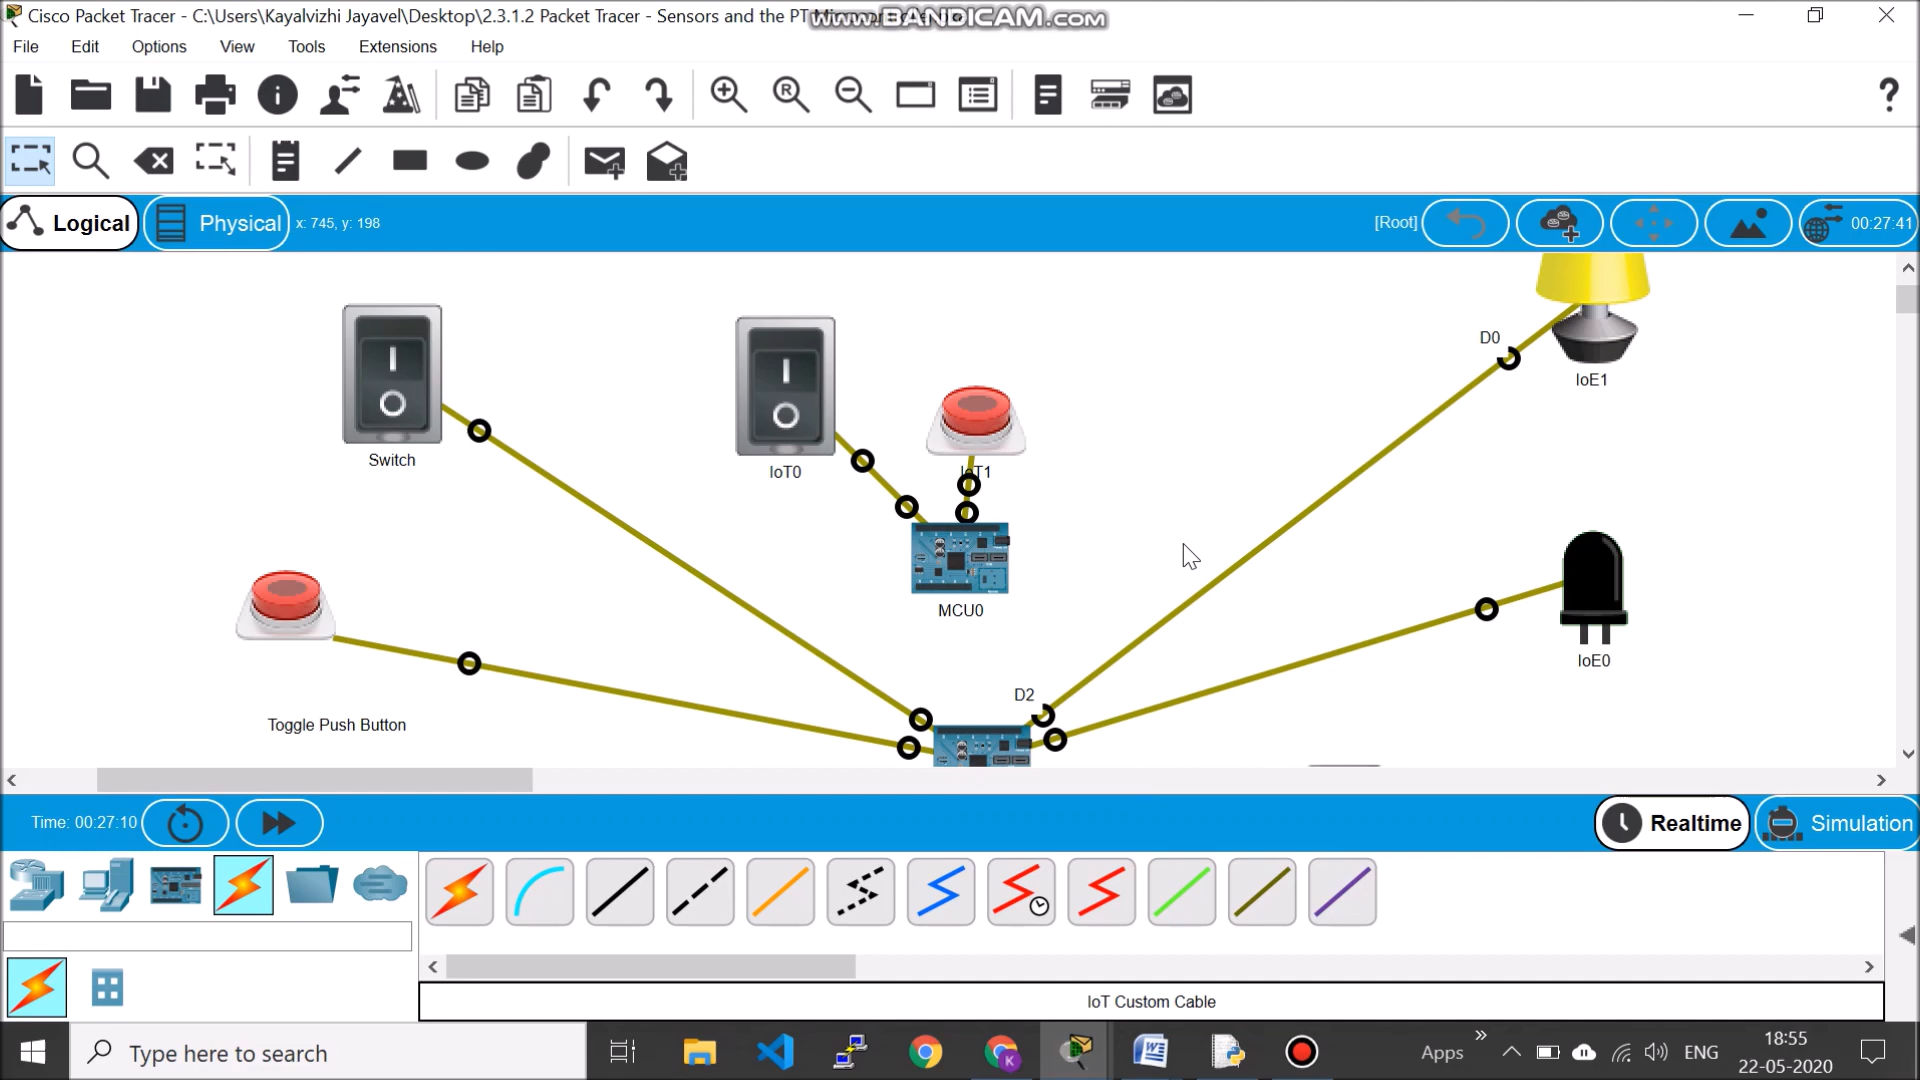 Cisco Packet Tracer - C:\Users\Kayalvizhi Jayavel\Desktop\2.3.1.2 Packet Tracer - Sensors and the PT
www.BANDICAM.com
File Edit Options View Tools Extensions Help
Logical
Physical
x: 745, y: 198
[Root]
00:27:41
D0
IoE1
Switch
IoT0
IoT1
MCU0
IoE0
D2
Toggle Push Button
Time: 00:27:10
Realtime
Simulation
IoT Custom Cable
Type here to search
Apps
ENG
18:55
22-05-2020